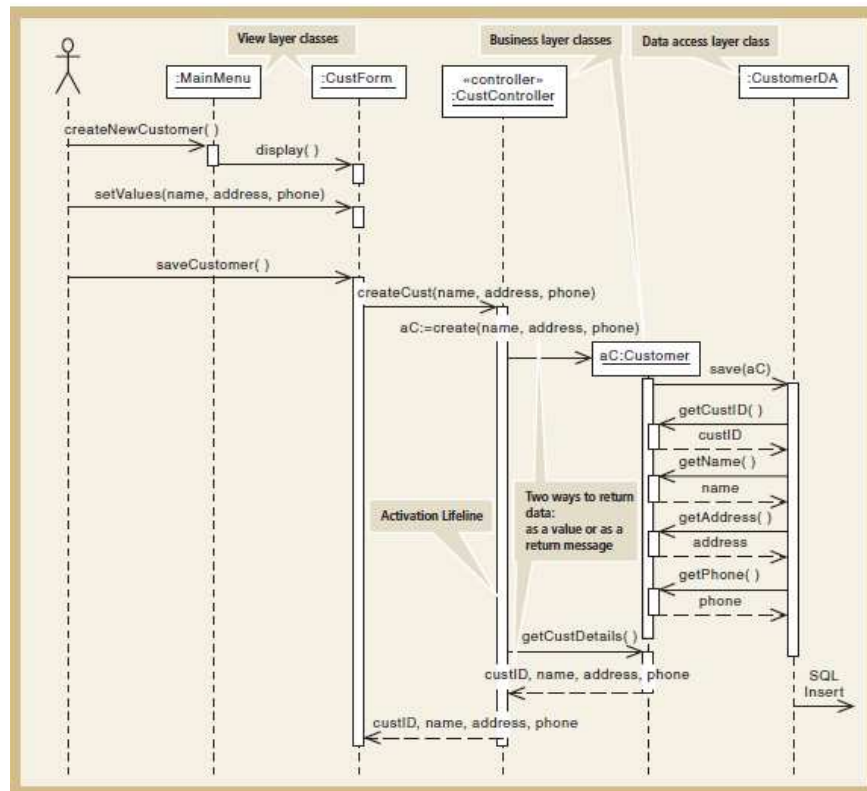 View layer classes
Business layer classes
Data access layer class
:MainMenu
:CustForm
«controller»
:CustController
:CustomerDA
createNewCustomer( )
display( )
setValues(name, address, phone)
saveCustomer( )
createCust(name, address, phone)
aC:=create(name, address, phone)
aC:Customer
save(aC)
getCustID( )
custID
getName( )
name
getAddress( )
address
getPhone( )
phone
Activation Lifeline
Two ways to return
data:
as a value or as a
return message
getCustDetails( )
custID, name, address, phone
SQL
Insert
custID, name, address, phone